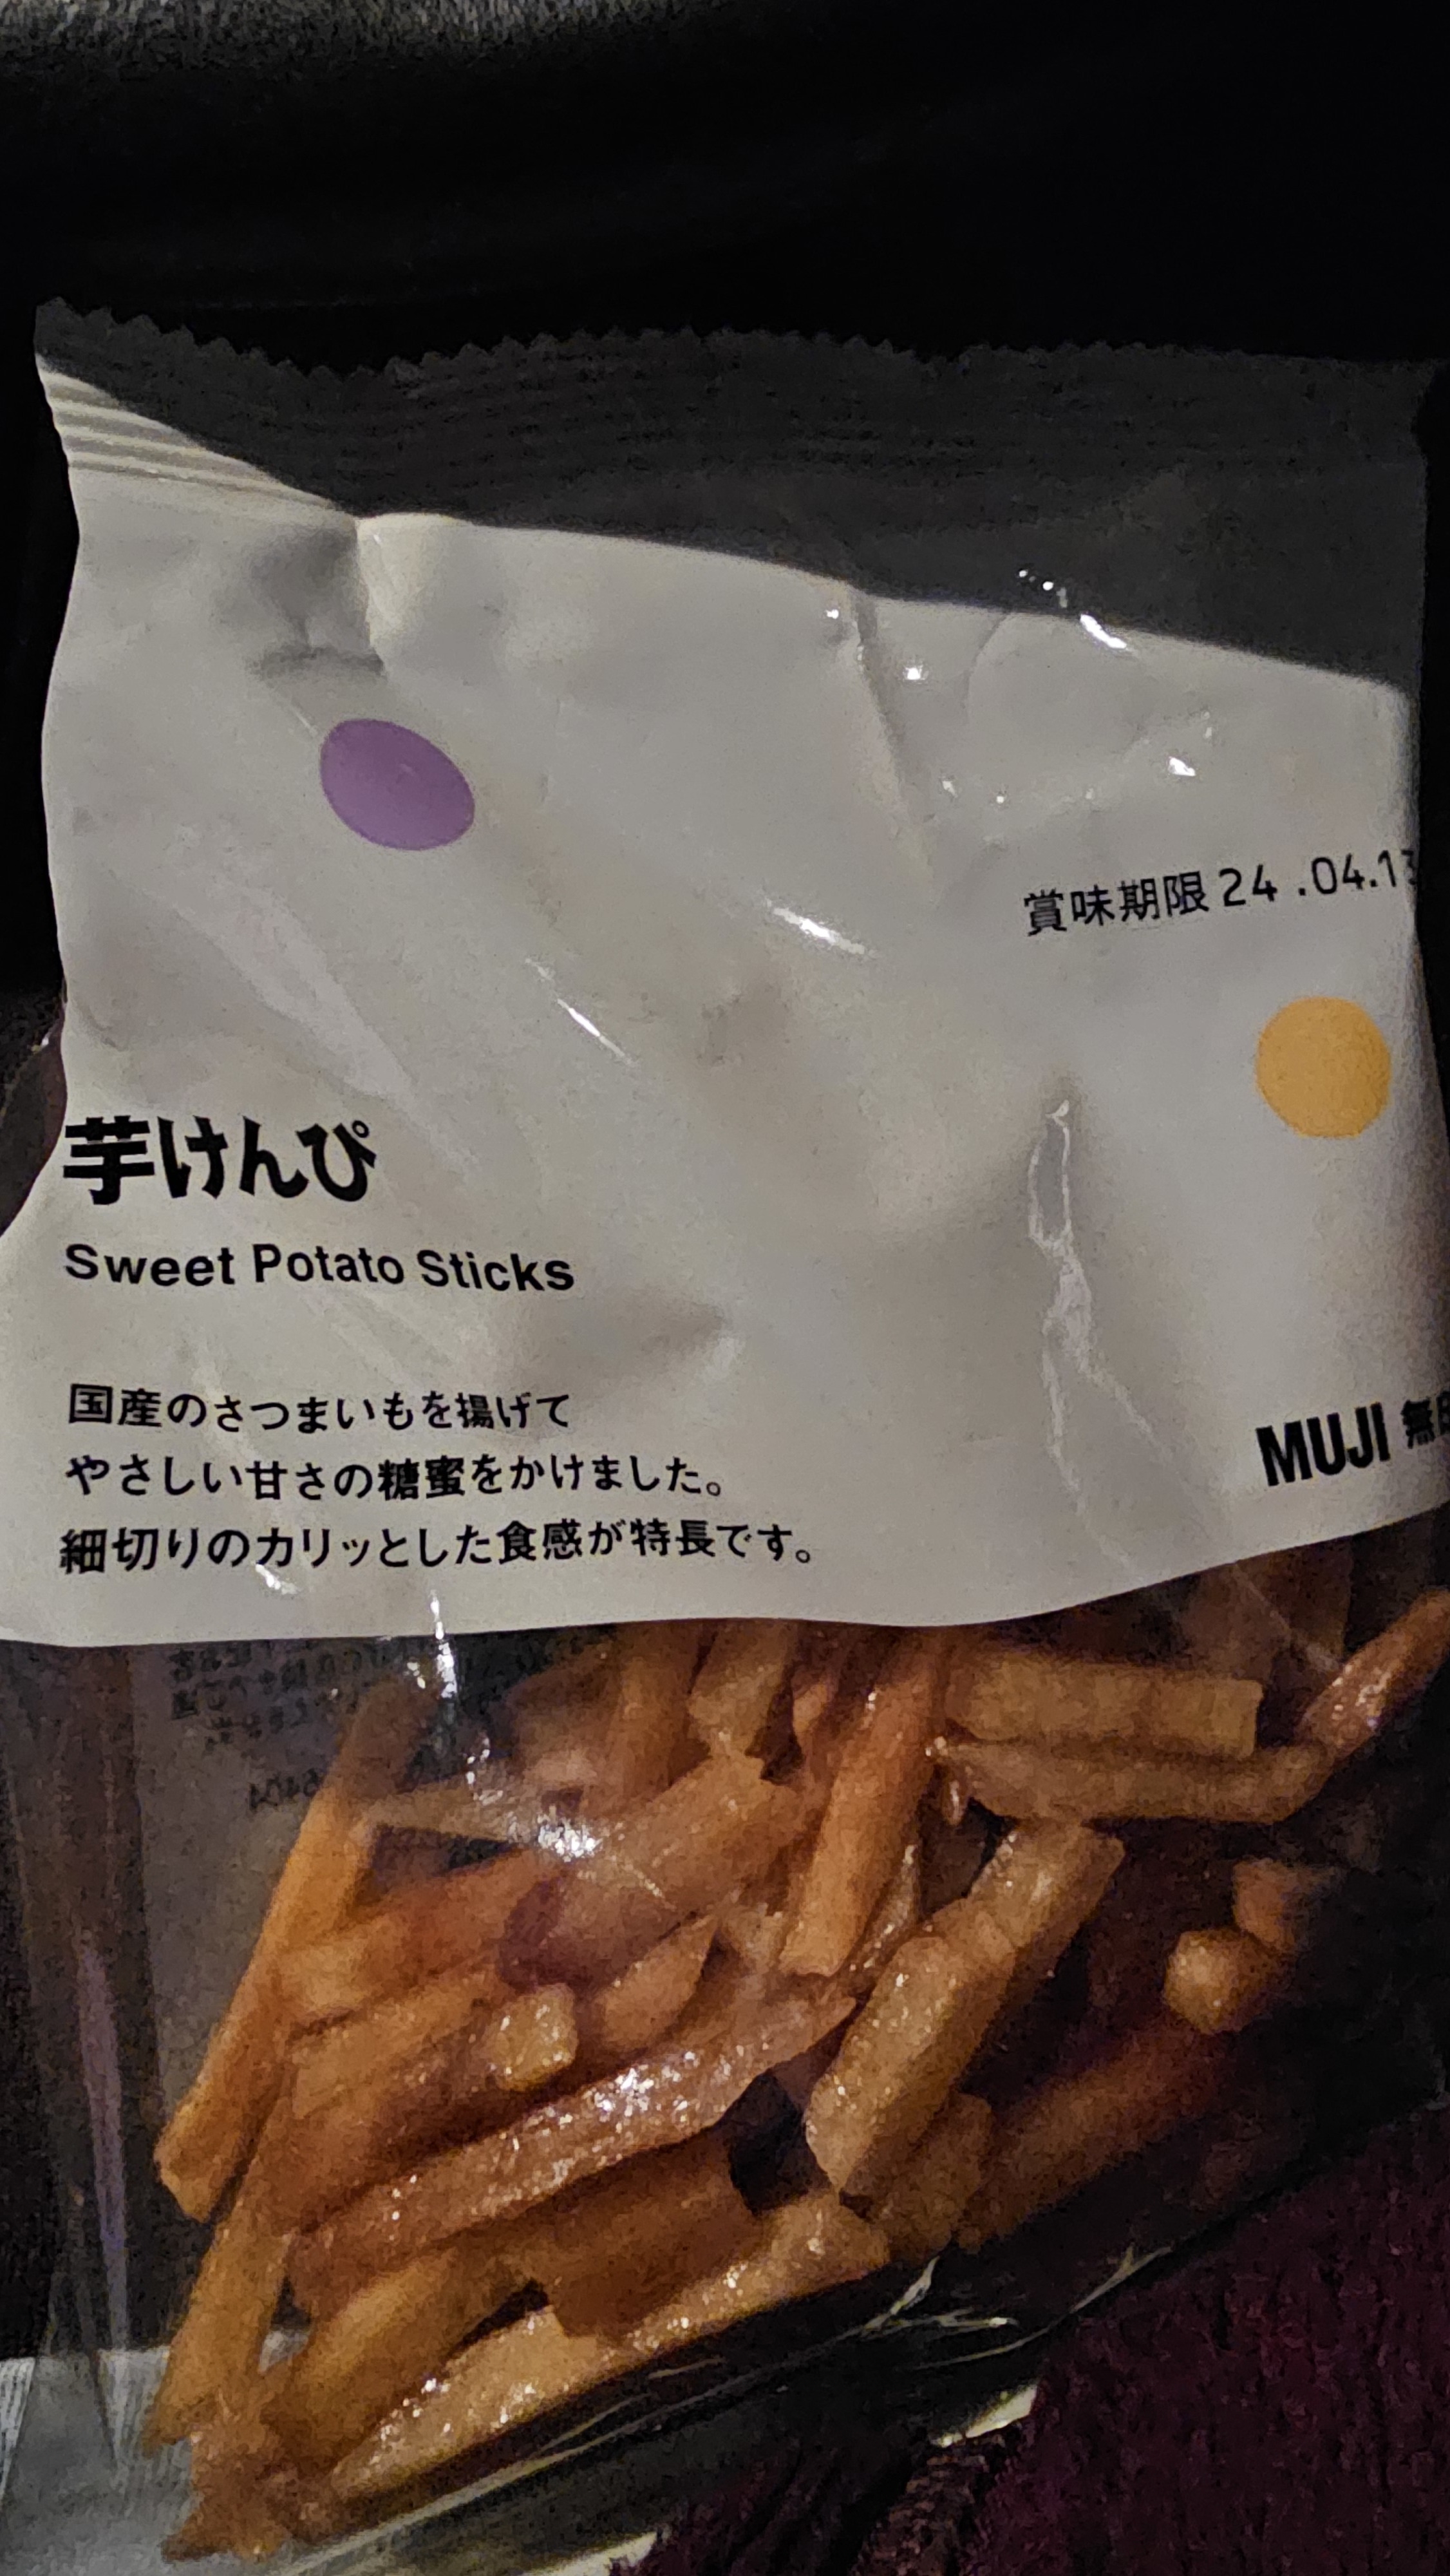 賞味期限 24 .04.13
芋けんぴ
Sweet Potato Sticks
国産のさつまいもを揚げて
やさしい甘さの糖蜜をかけました。
細切りのカリッとした食感が特長です。
MUJI 無印